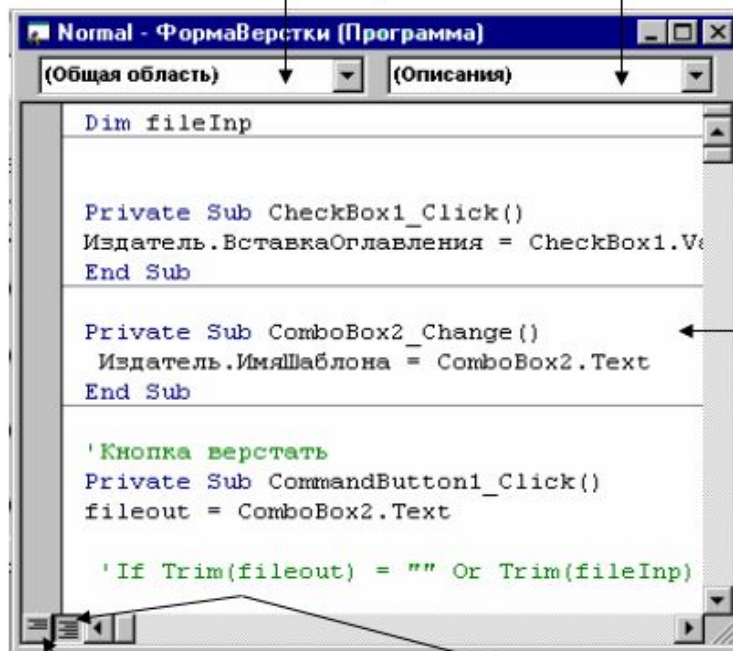 Normal - ФормаВерстки (Программа)
(Общая область) (Описания)
Dim fileInp
Private Sub CheckBox1_Click()
Издатель.ВставкаОглавления = CheckBox1.Va
End Sub
Private Sub ComboBox2_Change()
Издатель.ИмяШаблона = ComboBox2.Text
End Sub
'Кнопка верстать
Private Sub CommandButton1_Click()
fileout = ComboBox2.Text
'If Trim(fileout) = "" Or Trim(fileInp)